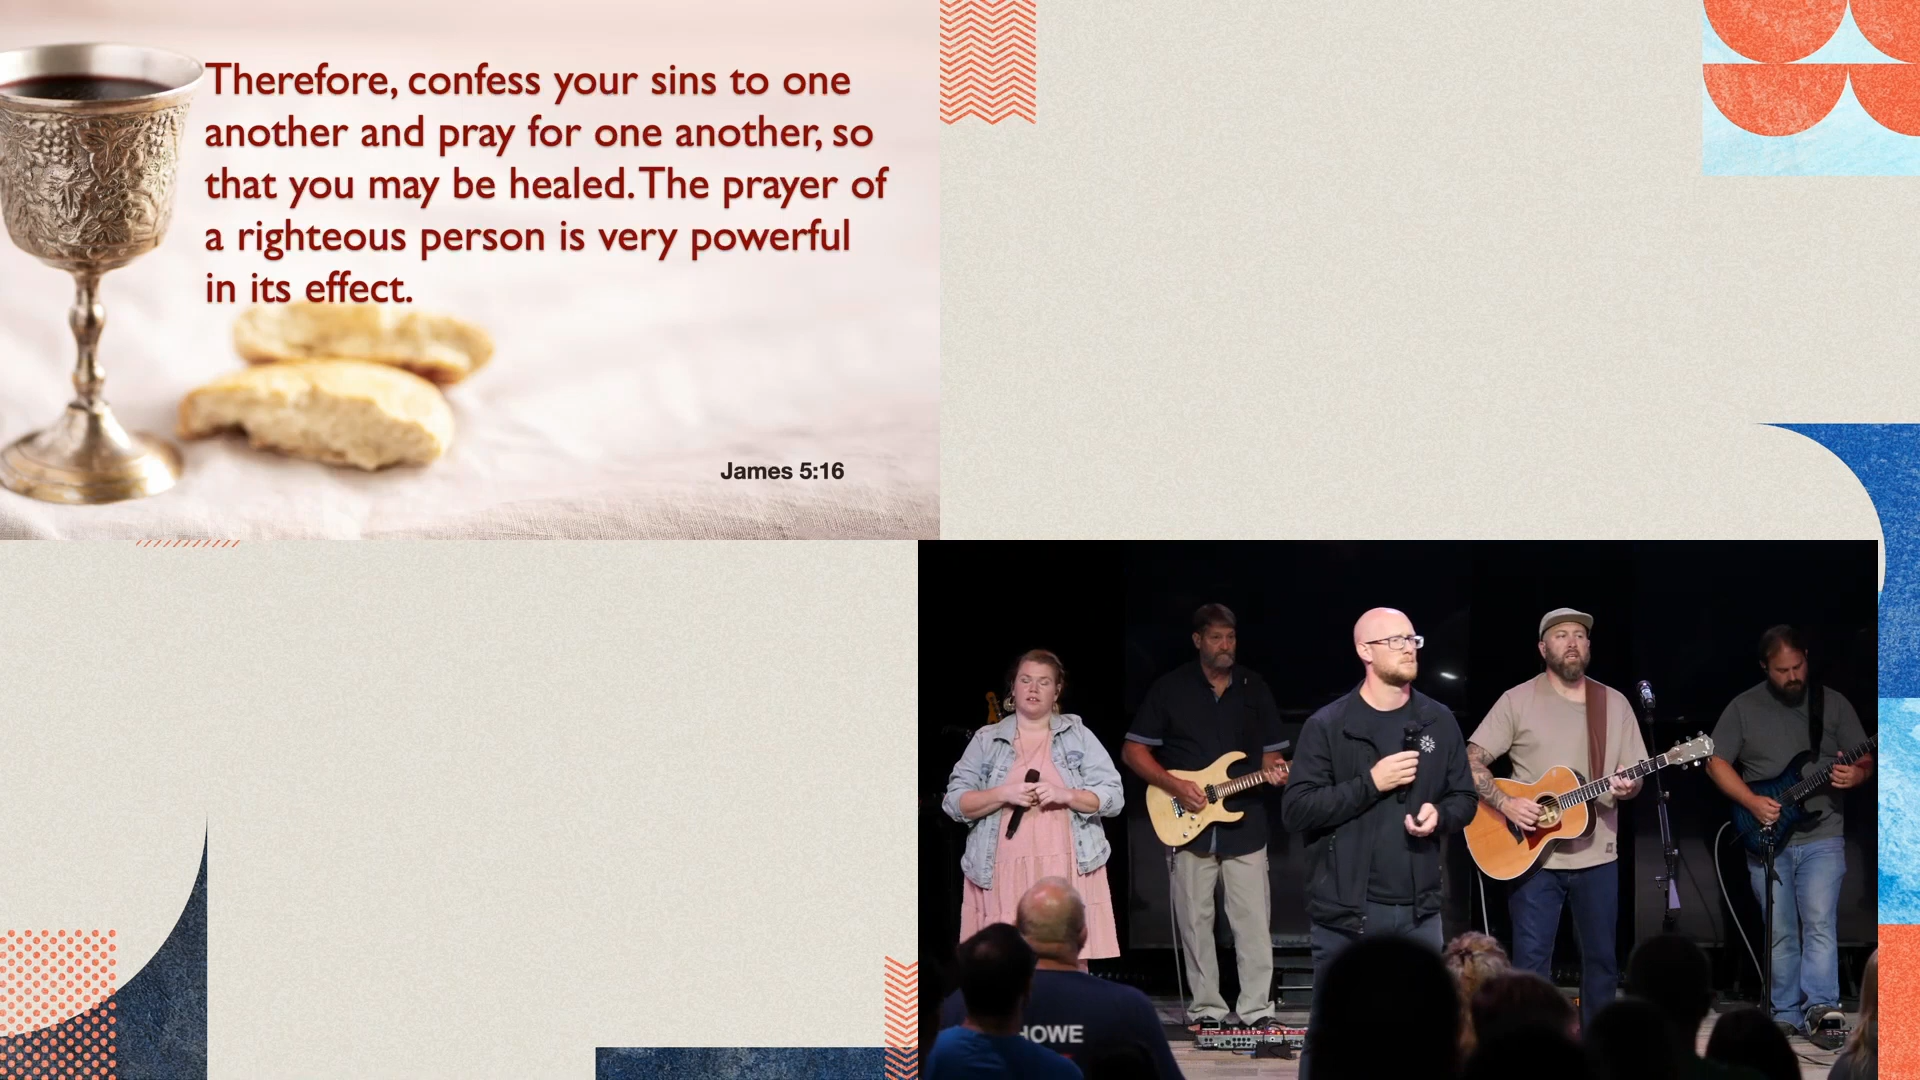 Therefore, confess your sins to one
another and pray for one another, so
that you may be healed. The prayer of
a righteous person is very powerful
in its effect.
James 5:16
HOWE